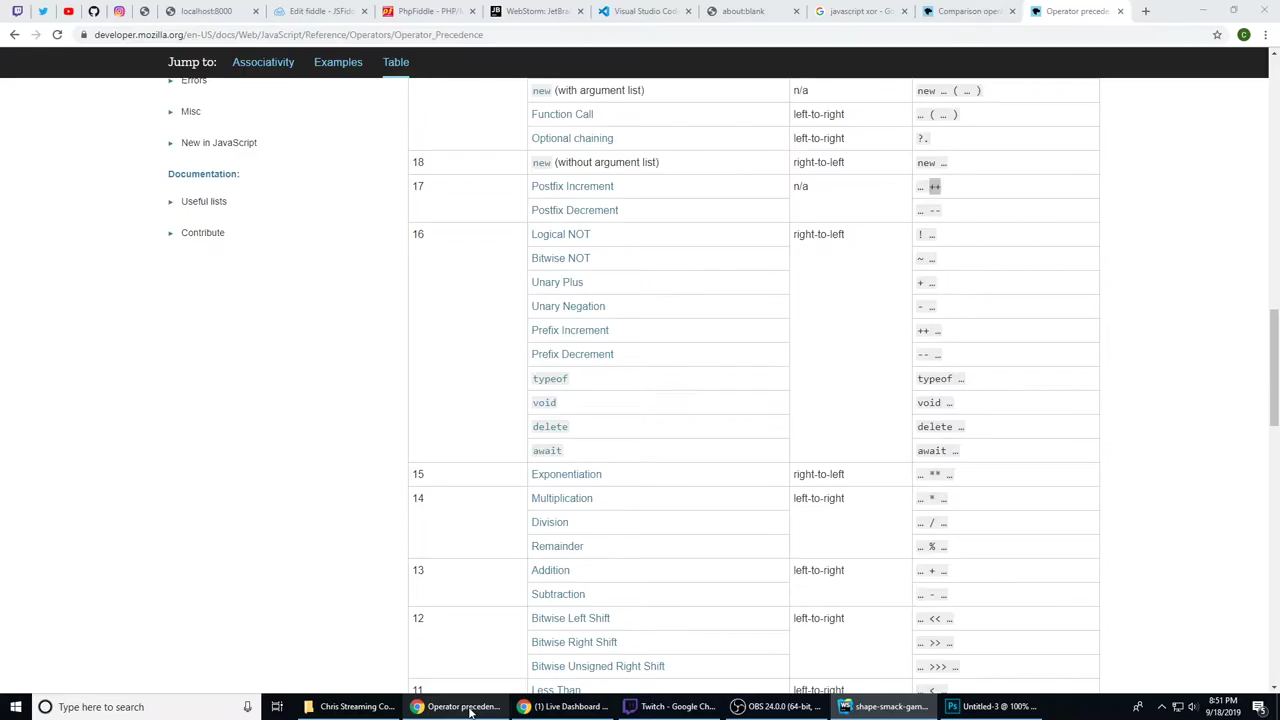 localhost:8000
Edit fiddle - JSFid
PhpFiddle - PHP/
WebStorm: JetBra
Visual Studio Cod
about:blank
javascript xor - Go
Comparison oper
Operator precede
developer.mozilla.org/en-US/docs/Web/JavaScript/Reference/Operators/Operator_Precedence
Jump to: Associativity Examples Table
Errors
Misc
New in JavaScript
Documentation:
Useful lists
Contribute
new (with argument list) n/a new … ( … )
Function Call left-to-right … ( … )
Optional chaining left-to-right ?.
18 new (without argument list) right-to-left new …
17 Postfix Increment n/a … ++
Postfix Decrement … --
16 Logical NOT right-to-left ! …
Bitwise NOT ~ …
Unary Plus + …
Unary Negation - …
Prefix Increment ++ …
Prefix Decrement -- …
typeof typeof …
void void …
delete delete …
await await …
15 Exponentiation right-to-left … ** …
14 Multiplication left-to-right … * …
Division … / …
Remainder … % …
13 Addition left-to-right … + …
Subtraction … - …
12 Bitwise Left Shift left-to-right … << …
Bitwise Right Shift … >> …
Bitwise Unsigned Right Shift … >>> …
11 Less Than left-to-right … < …
Type here to search
Chris Streaming Co...
Operator preceden...
(1) Live Dashboard ...
Twitch - Google Ch...
OBS 24.0.0 (64-bit, ...
shape-smack-gam...
Untitled-3 @ 100% ...
8:51 PM
9/18/2019